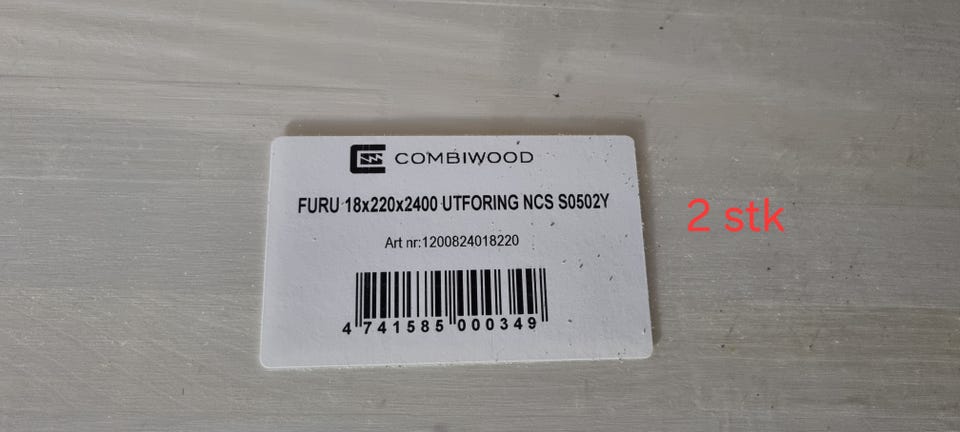 COMBIWOOD
FURU 18x220x2400 UTFORING NCS S0502Y
2 stk
Art nr:1200824018220
4 741585 000349